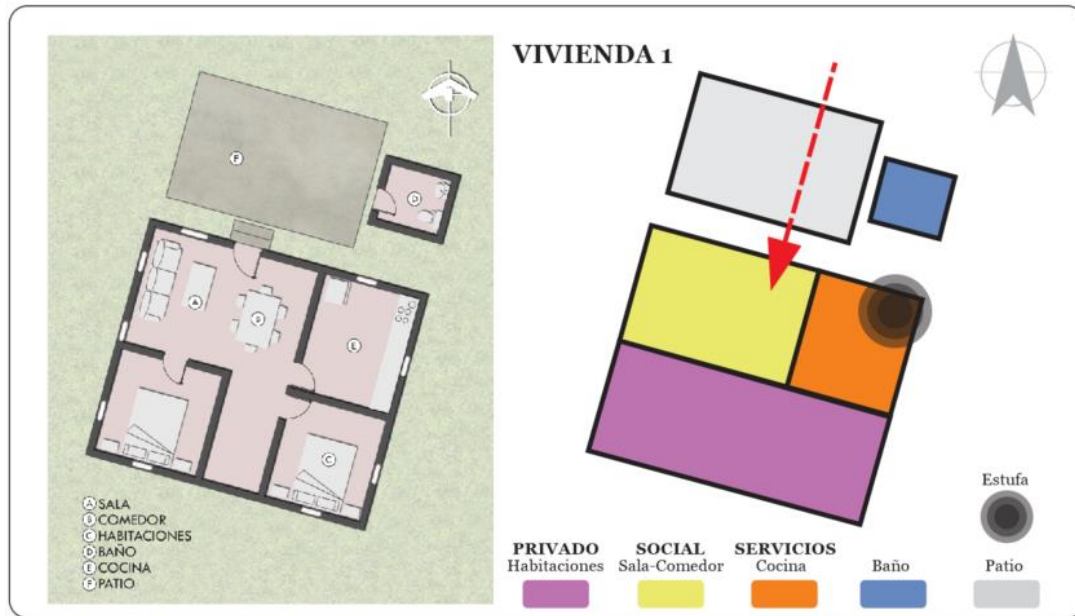 VIVIENDA 1
F
D
A
B
E
C
A SALA
B COMEDOR
C HABITACIONES
D BAÑO
E COCINA
F PATIO
Estufa
PRIVADO
Habitaciones
SOCIAL
Sala-Comedor
SERVICIOS
Cocina
Baño
Patio